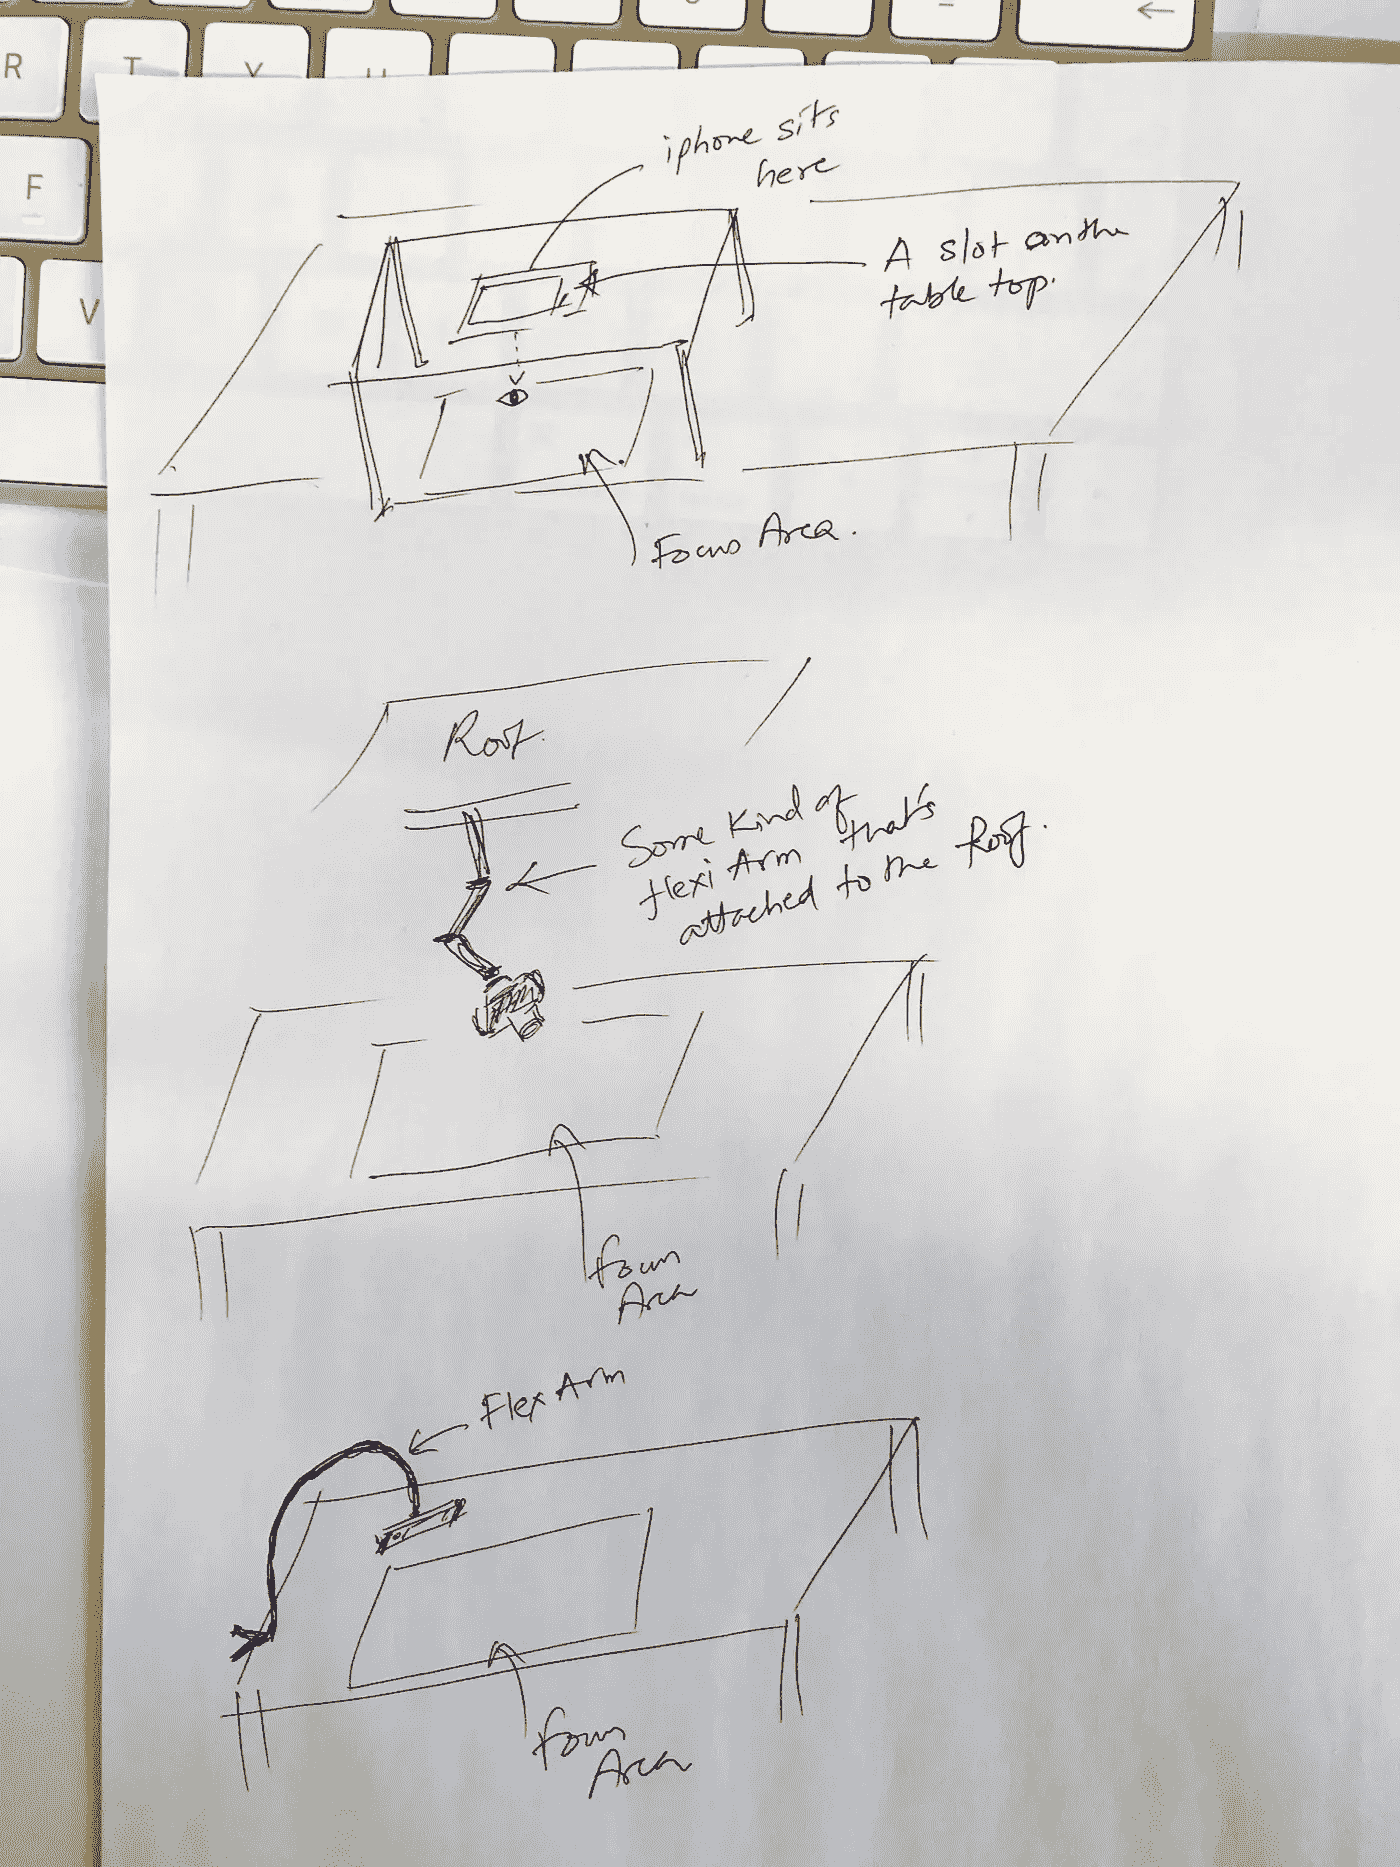 R
T
Y
U
F
V
←
iphone sits
here
A slot on the
table top.
Focus Area.
Roof.
Some kind of
flexi Arm that's
attached to the Roof.
Focus
Area
Flex Arm
Focus
Area